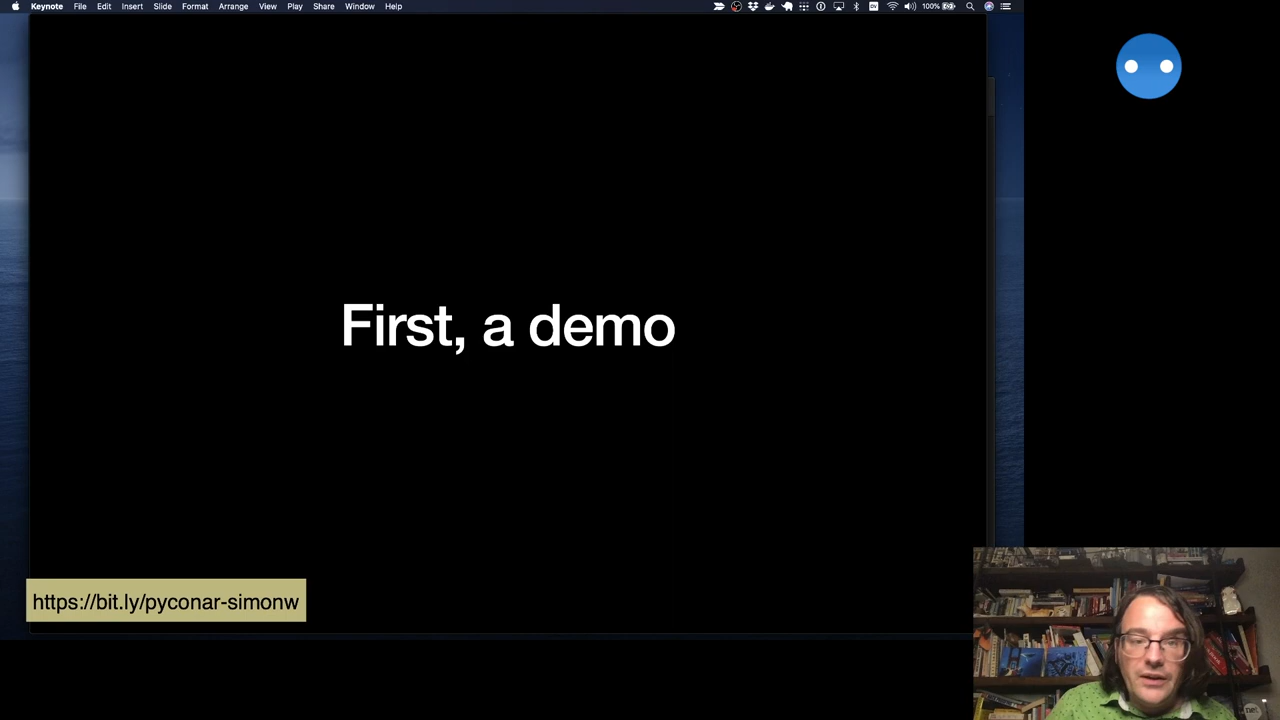 Keynote File Edit Insert Slide Format Arrange View Play Share Window Help 100%
First, a demo
https://bit.ly/pyconar-simonw